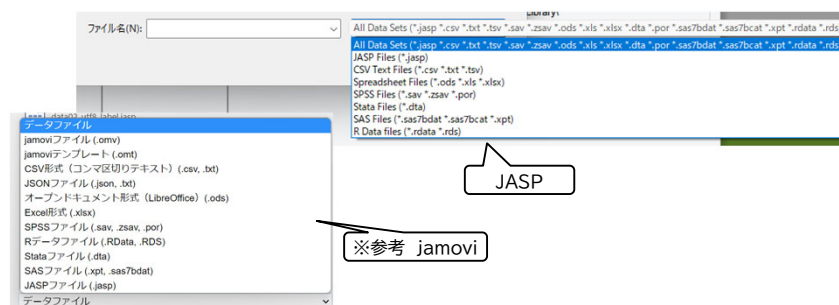 Library\
ファイル名(N):
All Data Sets (*.jasp *.csv *.txt *.tsv *.sav *.zsav *.ods *.xls *.xlsx *.dta *.por *.sas7bdat *.sas7bcat *.xpt *.rdata *.rds
All Data Sets (*.jasp *.csv *.txt *.tsv *.sav *.zsav *.ods *.xls *.xlsx *.dta *.por *.sas7bdat *.sas7bcat *.xpt *.rdata *.rds
JASP Files (*.jasp)
CSV Text Files (*.csv *.txt *.tsv)
Spreadsheet Files (*.ods *.xls *.xlsx)
SPSS Files (*.sav *.zsav *.por)
Stata Files (*.dta)
SAS Files (*.sas7bdat *.sas7bcat *.xpt)
R Data files (*.rdata *.rds)
JASP
データファイル
jamoviファイル (.omv)
jamoviテンプレート (.omt)
CSV形式（コンマ区切りテキスト）(.csv, .txt)
JSONファイル (.json, .txt)
オープンドキュメント形式（LibreOffice）(.ods)
Excel形式 (.xlsx)
SPSSファイル (.sav, .zsav, .por)
Rデータファイル (.RData, .RDS)
Stataファイル (.dta)
SASファイル (.xpt, .sas7bdat)
JASPファイル (.jasp)
データファイル
※参考 jamovi